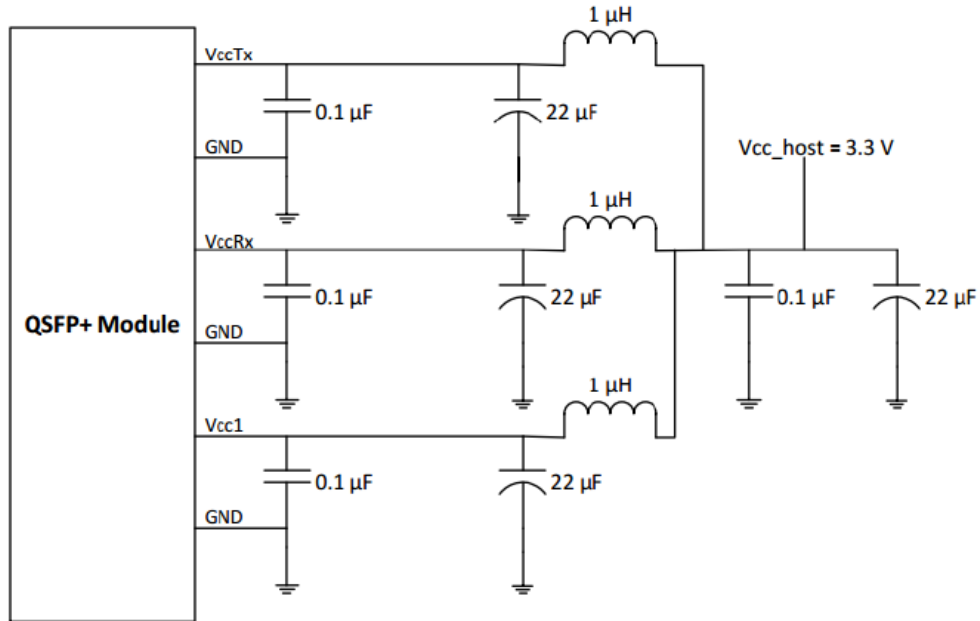 1 µH
VccTx
0.1 µF
22 µF
GND
Vcc_host = 3.3 V
1 µH
VccRx
0.1 µF
22 µF
0.1 µF
22 µF
QSFP+ Module
GND
1 µH
Vcc1
0.1 µF
22 µF
GND